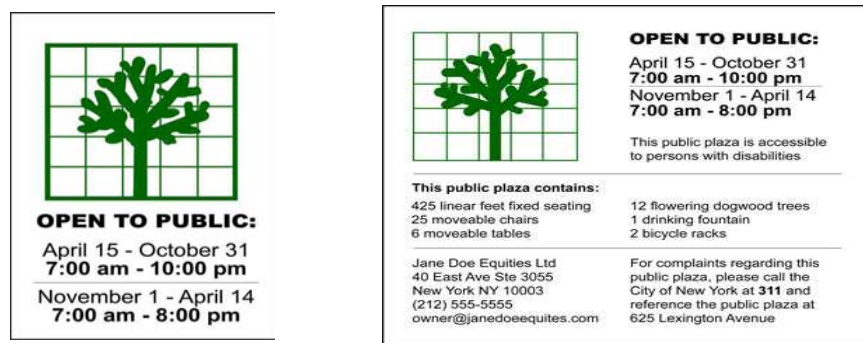 OPEN TO PUBLIC:
April 15 - October 31
7:00 am - 10:00 pm
November 1 - April 14
7:00 am - 8:00 pm
OPEN TO PUBLIC:
April 15 - October 31
7:00 am - 10:00 pm
November 1 - April 14
7:00 am - 8:00 pm
This public plaza is accessible
to persons with disabilities
This public plaza contains:
425 linear feet fixed seating
25 moveable chairs
6 moveable tables
12 flowering dogwood trees
1 drinking fountain
2 bicycle racks
Jane Doe Equities Ltd
40 East Ave Ste 3055
New York NY 10003
(212) 555-5555
owner@janedoeequites.com
For complaints regarding this
public plaza, please call the
City of New York at 311 and
reference the public plaza at
625 Lexington Avenue